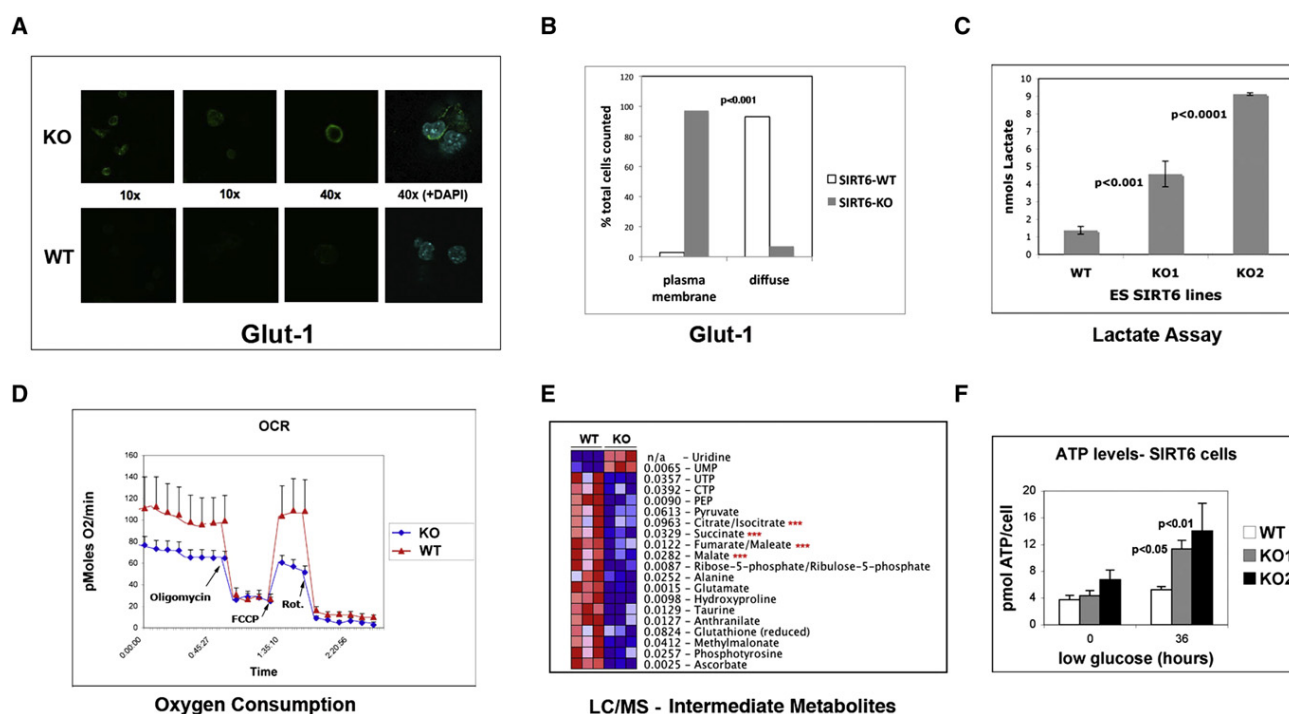 A
KO
10x 10x 40x 40x (+DAPI)
WT
Glut-1
B
120
100
80
60
40
20
0
% total cells counted
p<0.001
SIRT6-WT
SIRT6-KO
plasma membrane
diffuse
Glut-1
C
10
9
8
7
6
5
4
3
2
1
0
nmols Lactate
p<0.001
p<0.0001
WT KO1 KO2
ES SIRT6 lines
Lactate Assay
D
OCR
160
140
120
100
80
60
40
20
0
pMoles O2/min
Oligomycin
FCCP
Rot.
KO
WT
0:00:00 0:45:27 1:35:10 2:20:56
Time
Oxygen Consumption
E
WT KO
n/a – Uridine
0.0065 – UMP
0.0357 – UTP
0.0392 – CTP
0.0090 – PEP
0.0613 – Pyruvate
0.0963 – Citrate/Isocitrate ***
0.0329 – Succinate ***
0.0122 – Fumarate/Maleate ***
0.0282 – Malate ***
0.0087 – Ribose-5-phosphate/Ribulose-5-phosphate
0.0252 – Alanine
0.0015 – Glutamate
0.0098 – Hydroxyproline
0.0129 – Taurine
0.0127 – Anthranilate
0.0824 – Glutathione (reduced)
0.0412 – Methylmalonate
0.0257 – Phosphotyrosine
0.0025 – Ascorbate
LC/MS - Intermediate Metabolites
F
ATP levels- SIRT6 cells
20
16
12
8
4
0
pmol ATP/cell
p<0.05
p<0.01
WT
KO1
KO2
0 36
low glucose (hours)